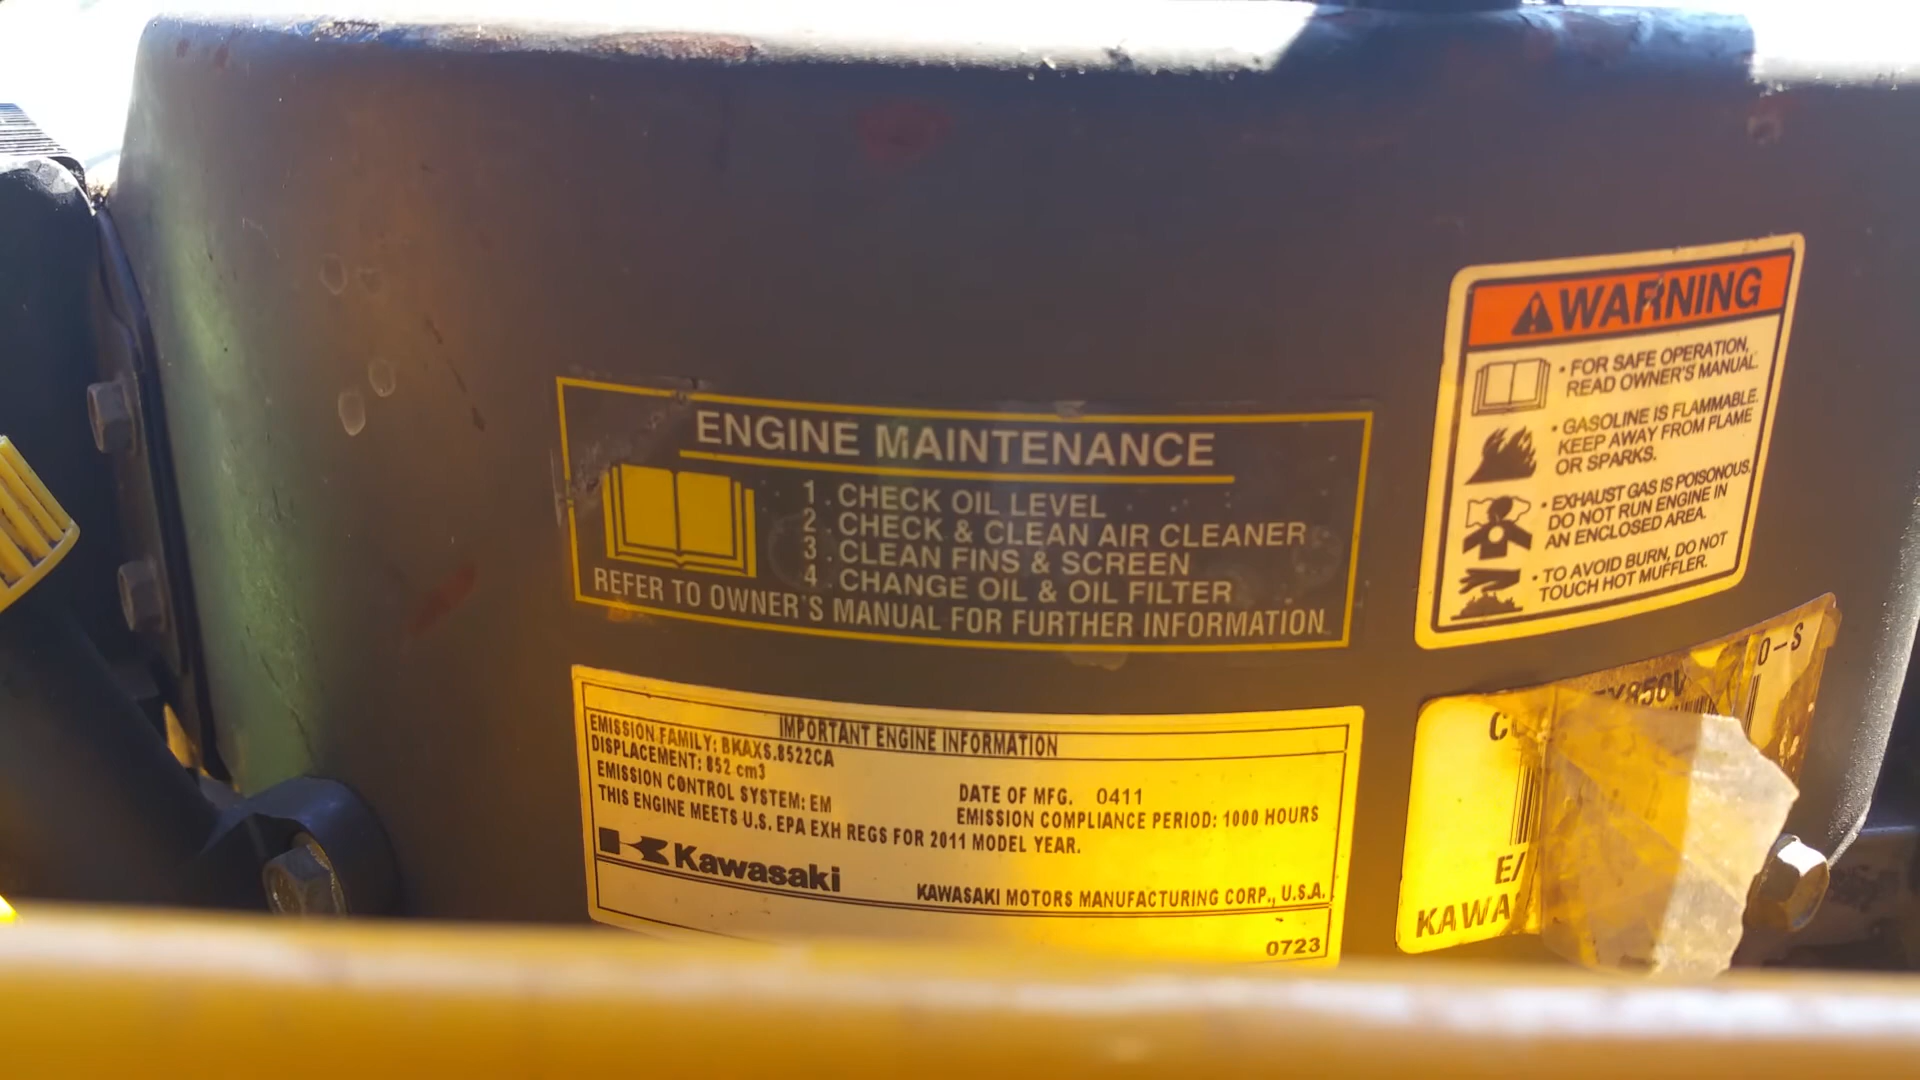 ENGINE MAINTENANCE
1. CHECK OIL LEVEL
2. CHECK & CLEAN AIR CLEANER
3. CLEAN FINS & SCREEN
4. CHANGE OIL & OIL FILTER
REFER TO OWNER'S MANUAL FOR FURTHER INFORMATION
WARNING
• FOR SAFE OPERATION,
READ OWNER'S MANUAL.
• GASOLINE IS FLAMMABLE.
KEEP AWAY FROM FLAME
OR SPARKS.
• EXHAUST GAS IS POISONOUS.
DO NOT RUN ENGINE IN
AN ENCLOSED AREA.
• TO AVOID BURN, DO NOT
TOUCH HOT MUFFLER.
IMPORTANT ENGINE INFORMATION
EMISSION FAMILY: BKAXS.8522CA
DISPLACEMENT: 852 cm3
EMISSION CONTROL SYSTEM: EM
DATE OF MFG. 0411
EMISSION COMPLIANCE PERIOD: 1000 HOURS
THIS ENGINE MEETS U.S. EPA EXH REGS FOR 2011 MODEL YEAR.
Kawasaki
KAWASAKI MOTORS MANUFACTURING CORP., U.S.A.
0723
0-S
850V
E/
KAWA